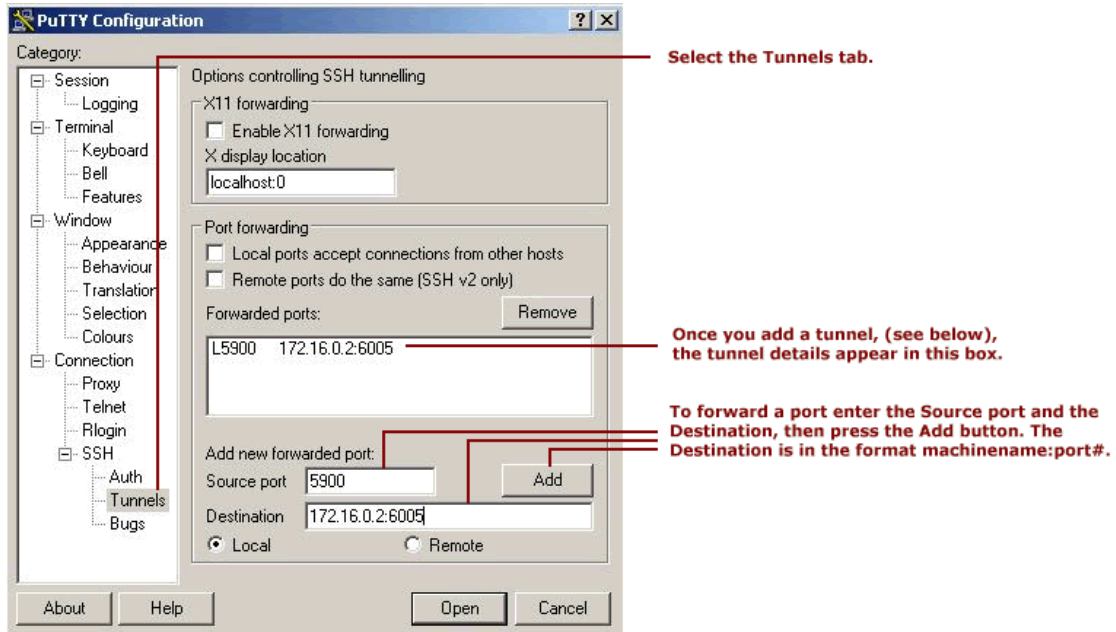 PuTTY Configuration
Select the Tunnels tab.
Category:
Session
Logging
Terminal
Keyboard
Bell
Features
Window
Appearance
Behaviour
Translation
Selection
Colours
Connection
Proxy
Telnet
Rlogin
SSH
Auth
Tunnels
Bugs
Options controlling SSH tunnelling
X11 forwarding
Enable X11 forwarding
X display location
localhost:0
Port forwarding
Local ports accept connections from other hosts
Remote ports do the same (SSH v2 only)
Forwarded ports:
Remove
L5900 172.16.0.2:6005
Once you add a tunnel, (see below),
the tunnel details appear in this box.
To forward a port enter the Source port and the
Destination, then press the Add button. The
Destination is in the format machinename:port#.
Add new forwarded port:
Source port 5900 Add
Destination 172.16.0.2:6005
Local Remote
About Help Open Cancel